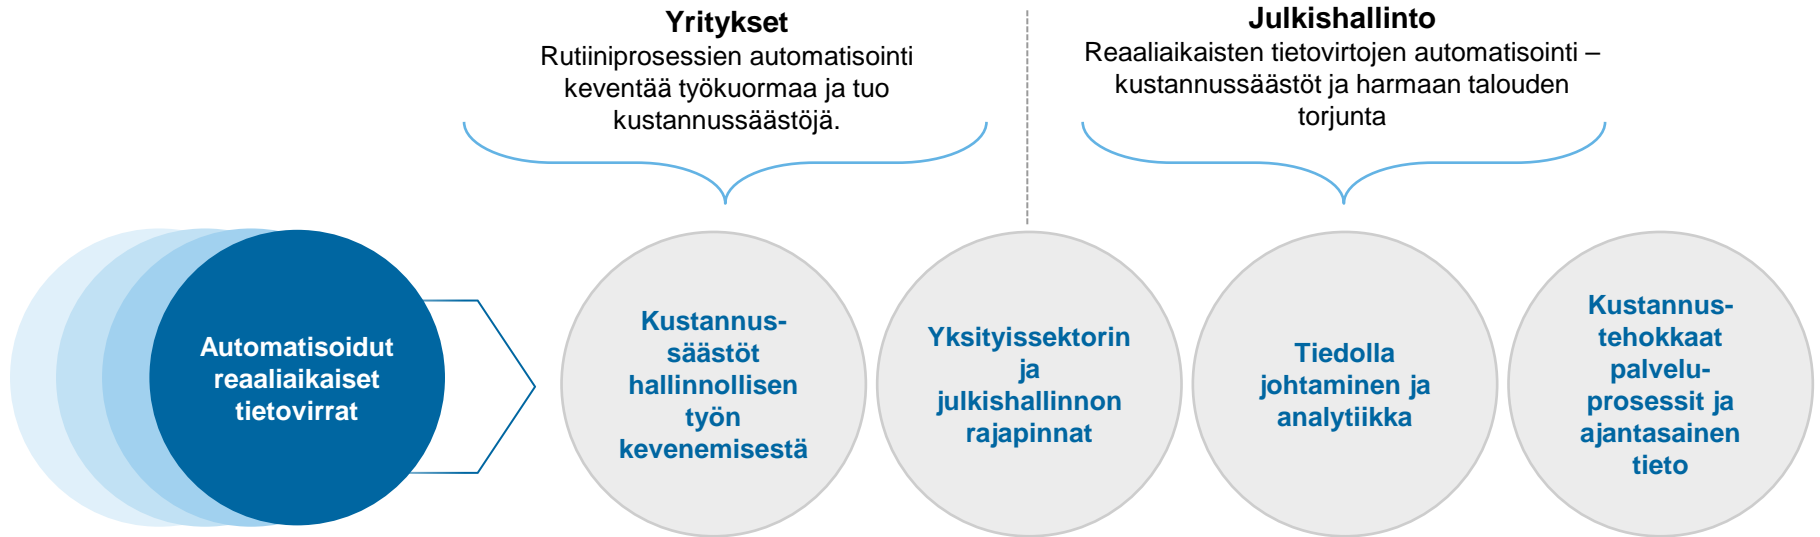 Yritykset
Rutiiniprosessien automatisointi
keventää työkuormaa ja tuo
kustannussäästöjä.
Julkishallinto
Reaaliaikaisten tietovirtojen automatisointi –
kustannussäästöt ja harmaan talouden
torjunta
Automatisoidut
reaaliaikaiset
tietovirrat
Kustannus-
säästöt
hallinnollisen
työn
kevenemisestä
Yksityissektorin
ja
julkishallinnon
rajapinnat
Tiedolla
johtaminen ja
analytiikka
Kustannus-
tehokkaat
palvelu-
prosessit ja
ajantasainen
tieto